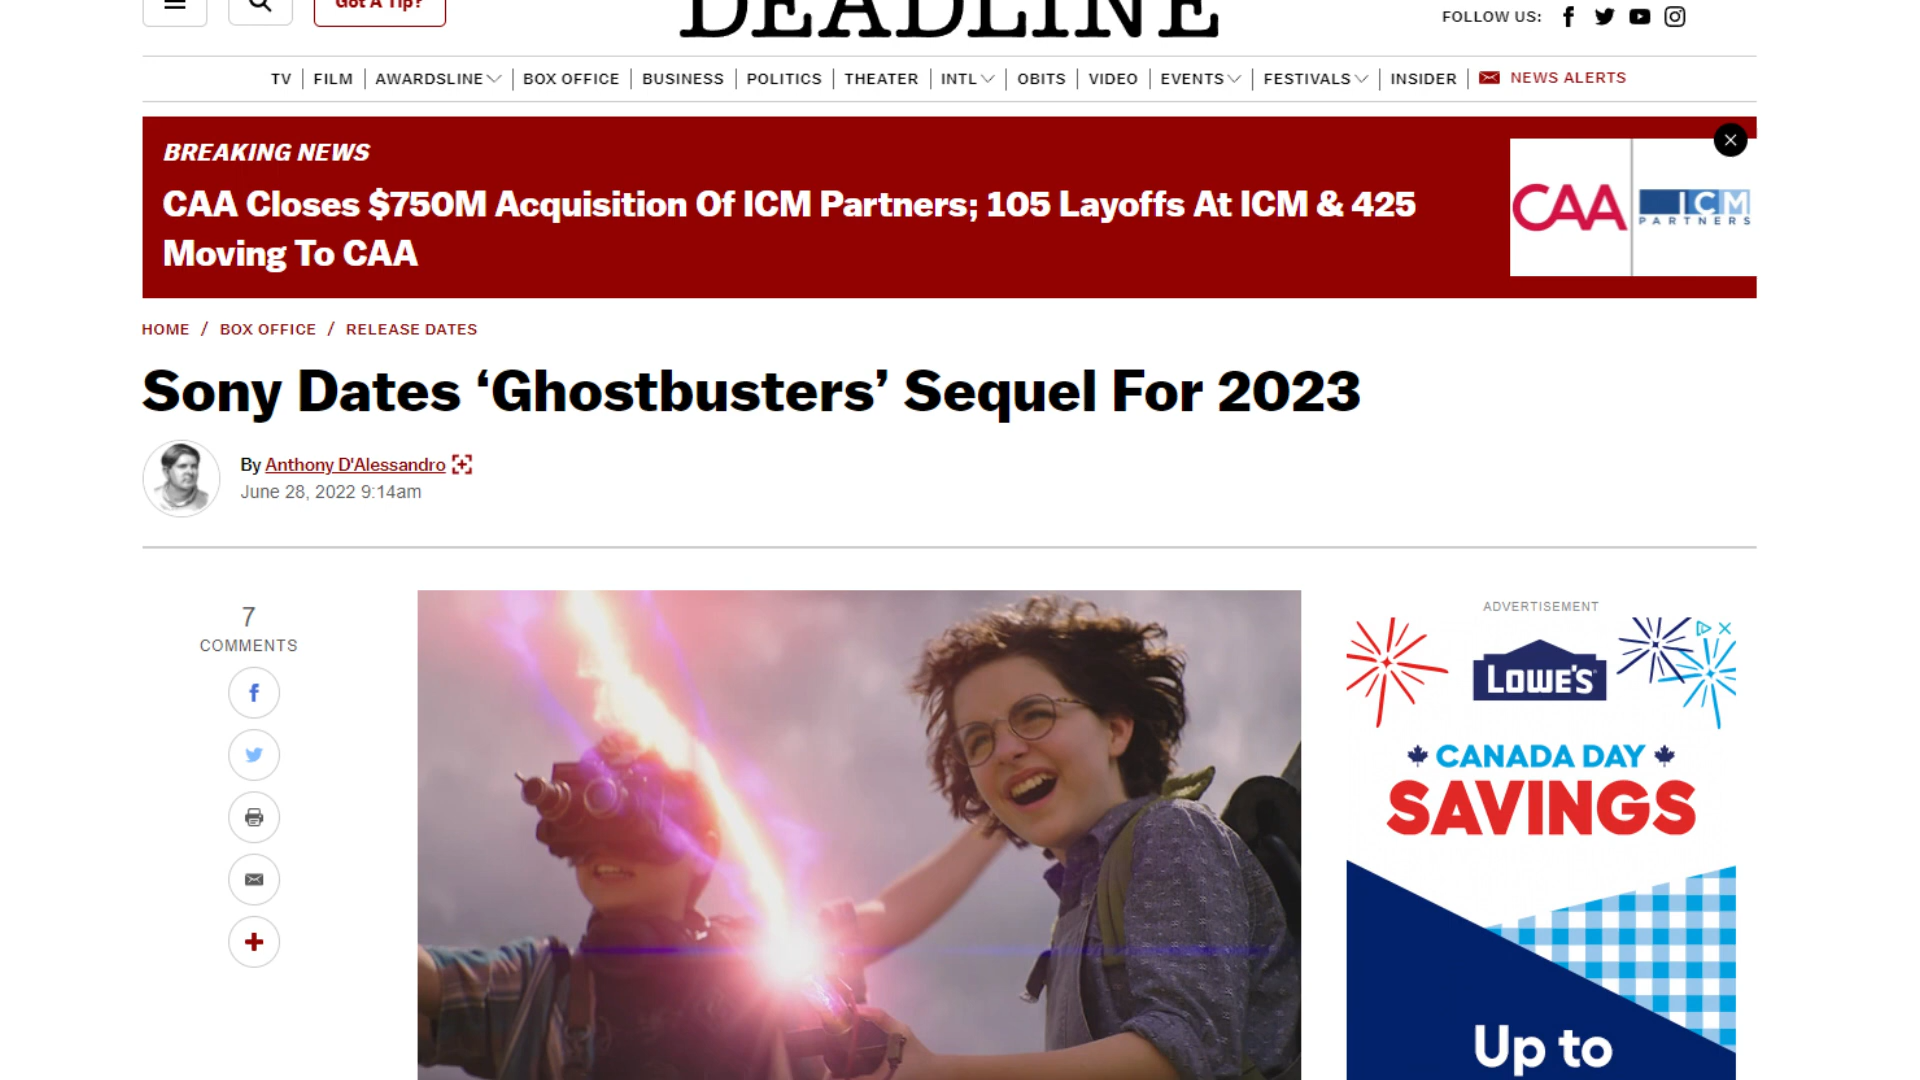 Got A Tip?
DEADLINE
FOLLOW US:
TV | FILM | AWARDSLINE | BOX OFFICE | BUSINESS | POLITICS | THEATER | INTL | OBITS | VIDEO | EVENTS | FESTIVALS | INSIDER | NEWS ALERTS
BREAKING NEWS
CAA Closes $750M Acquisition Of ICM Partners; 105 Layoffs At ICM & 425
Moving To CAA
CAA
ICM
PARTNERS
HOME / BOX OFFICE / RELEASE DATES
Sony Dates ‘Ghostbusters’ Sequel For 2023
By Anthony D'Alessandro
June 28, 2022 9:14am
7
COMMENTS
ADVERTISEMENT
LOWE'S
CANADA DAY
SAVINGS
Up to